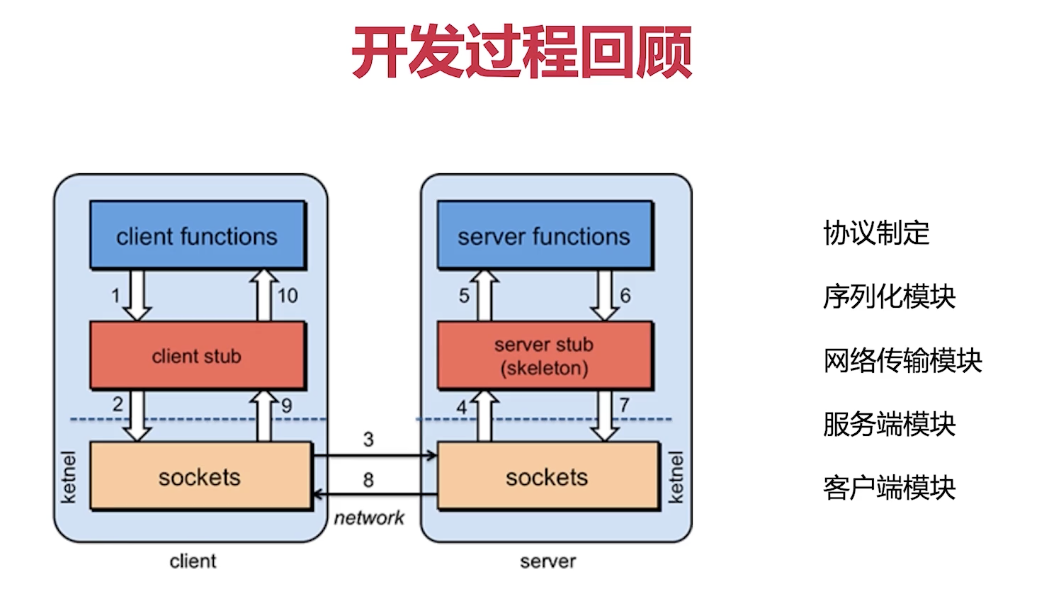 开发过程回顾
client functions
1
10
client stub
2
9
sockets
ketnel
client
3
8
network
server functions
5
6
server stub
(skeleton)
4
7
sockets
ketnel
server
协议制定
序列化模块
网络传输模块
服务端模块
客户端模块